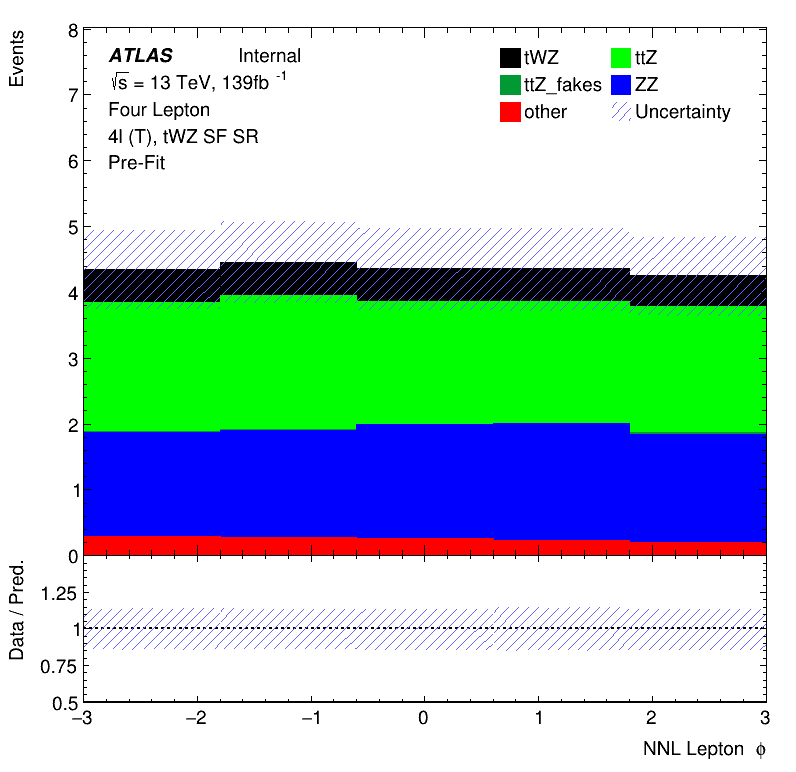 Events
8
7
6
5
4
3
2
1
0
ATLAS Internal
√s = 13 TeV, 139fb⁻¹
Four Lepton
4l (T), tWZ SF SR
Pre-Fit
tWZ
ttZ
ttZ_fakes
ZZ
other
Uncertainty
Data / Pred.
1.25
1
0.75
0.5
−3 −2 −1 0 1 2 3
NNL Lepton ϕ